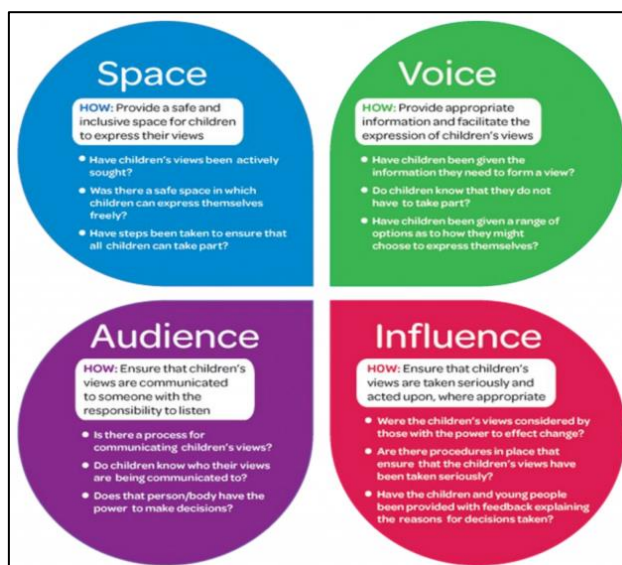 Space
HOW: Provide a safe and
inclusive space for children
to express their views
• Have children's views been actively
sought?
• Was there a safe space in which
children can express themselves
freely?
• Have steps been taken to ensure that
all children can take part?
Voice
HOW: Provide appropriate
information and facilitate the
expression of children's views
• Have children been given the
information they need to form a view?
• Do children know that they do not
have to take part?
• Have children been given a range of
options as to how they might
choose to express themselves?
Audience
HOW: Ensure that children's
views are communicated
to someone with the
responsibility to listen
• Is there a process for
communicating children's views?
• Do children know who their views
are being communicated to?
• Does that person/body have the
power to make decisions?
Influence
HOW: Ensure that children's
views are taken seriously and
acted upon, where appropriate
• Were the children's views considered by
those with the power to effect change?
• Are there procedures in place that
ensure that the children's views have
been taken seriously?
• Have the children and young people
been provided with feedback explaining
the reasons for decisions taken?